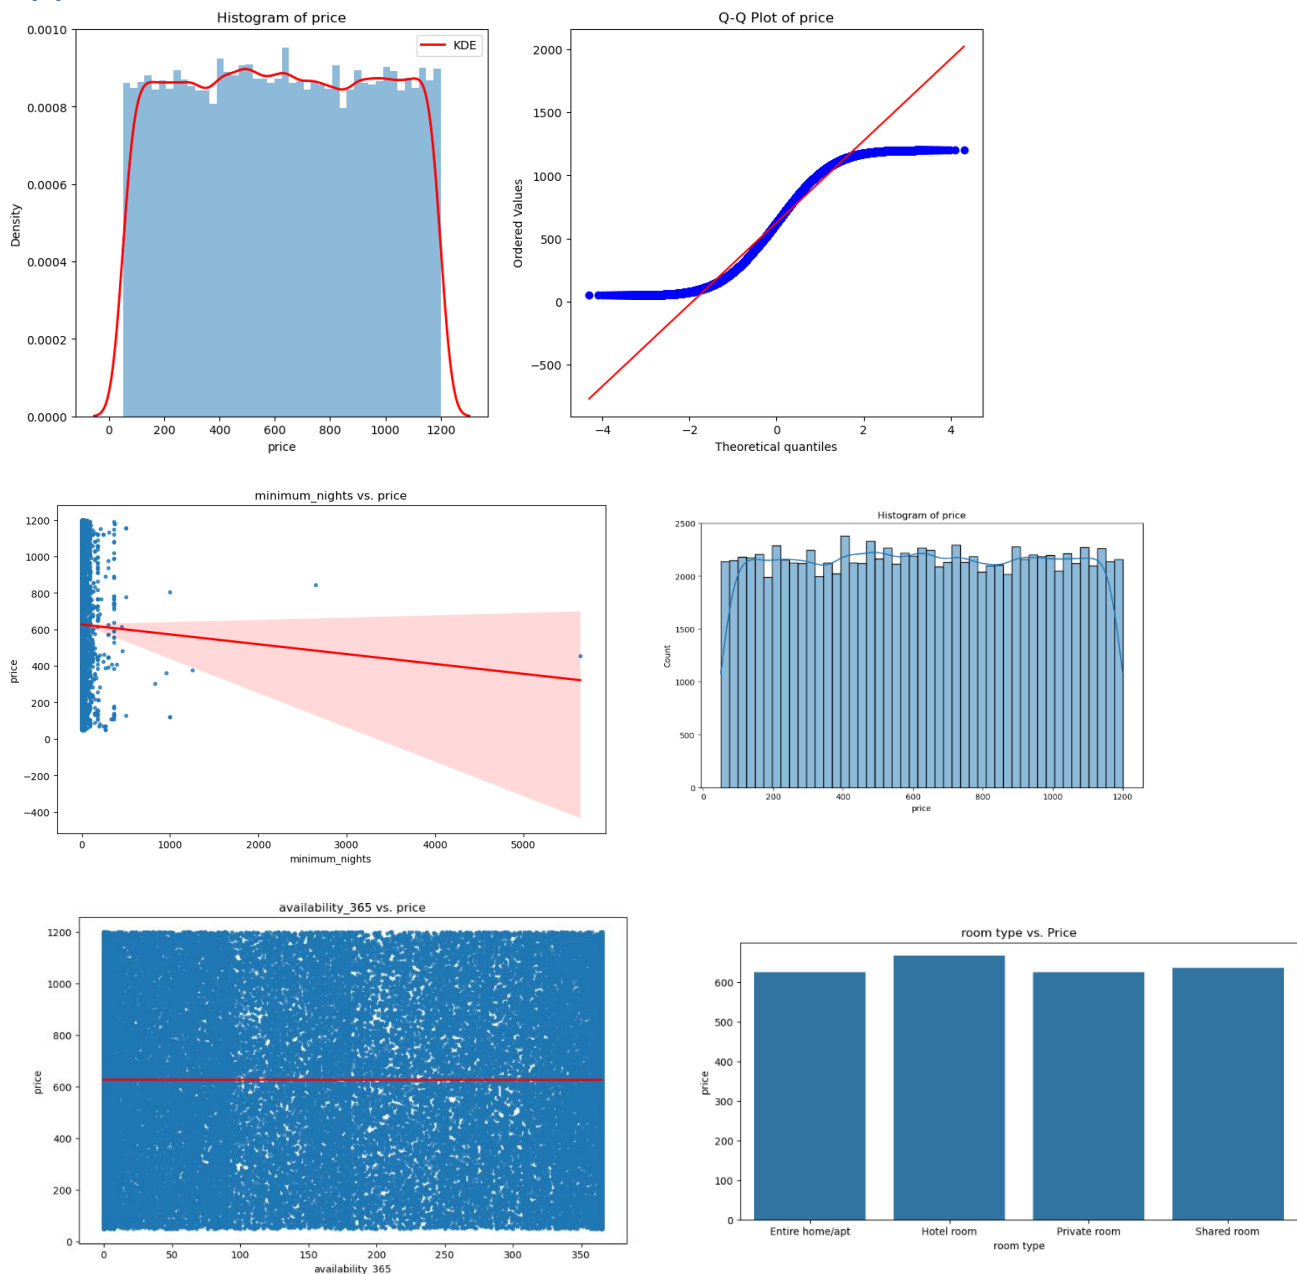 Histogram of price
KDE
0.0010
0.0008
0.0006
0.0004
0.0002
0.0000
Density
0 200 400 600 800 1000 1200
price
Q-Q Plot of price
2000
1500
1000
500
0
−500
Ordered Values
−4 −2 0 2 4
Theoretical quantiles
minimum_nights vs. price
1200
1000
800
600
400
200
0
−200
−400
price
0 1000 2000 3000 4000 5000
minimum_nights
Histogram of price
2500
2000
1500
1000
500
0
Count
0 200 400 600 800 1000 1200
price
availability_365 vs. price
1200
1000
800
600
400
200
0
price
0 50 100 150 200 250 300 350
availability_365
room type vs. Price
600
500
400
300
200
100
0
price
Entire home/apt Hotel room Private room Shared room
room type